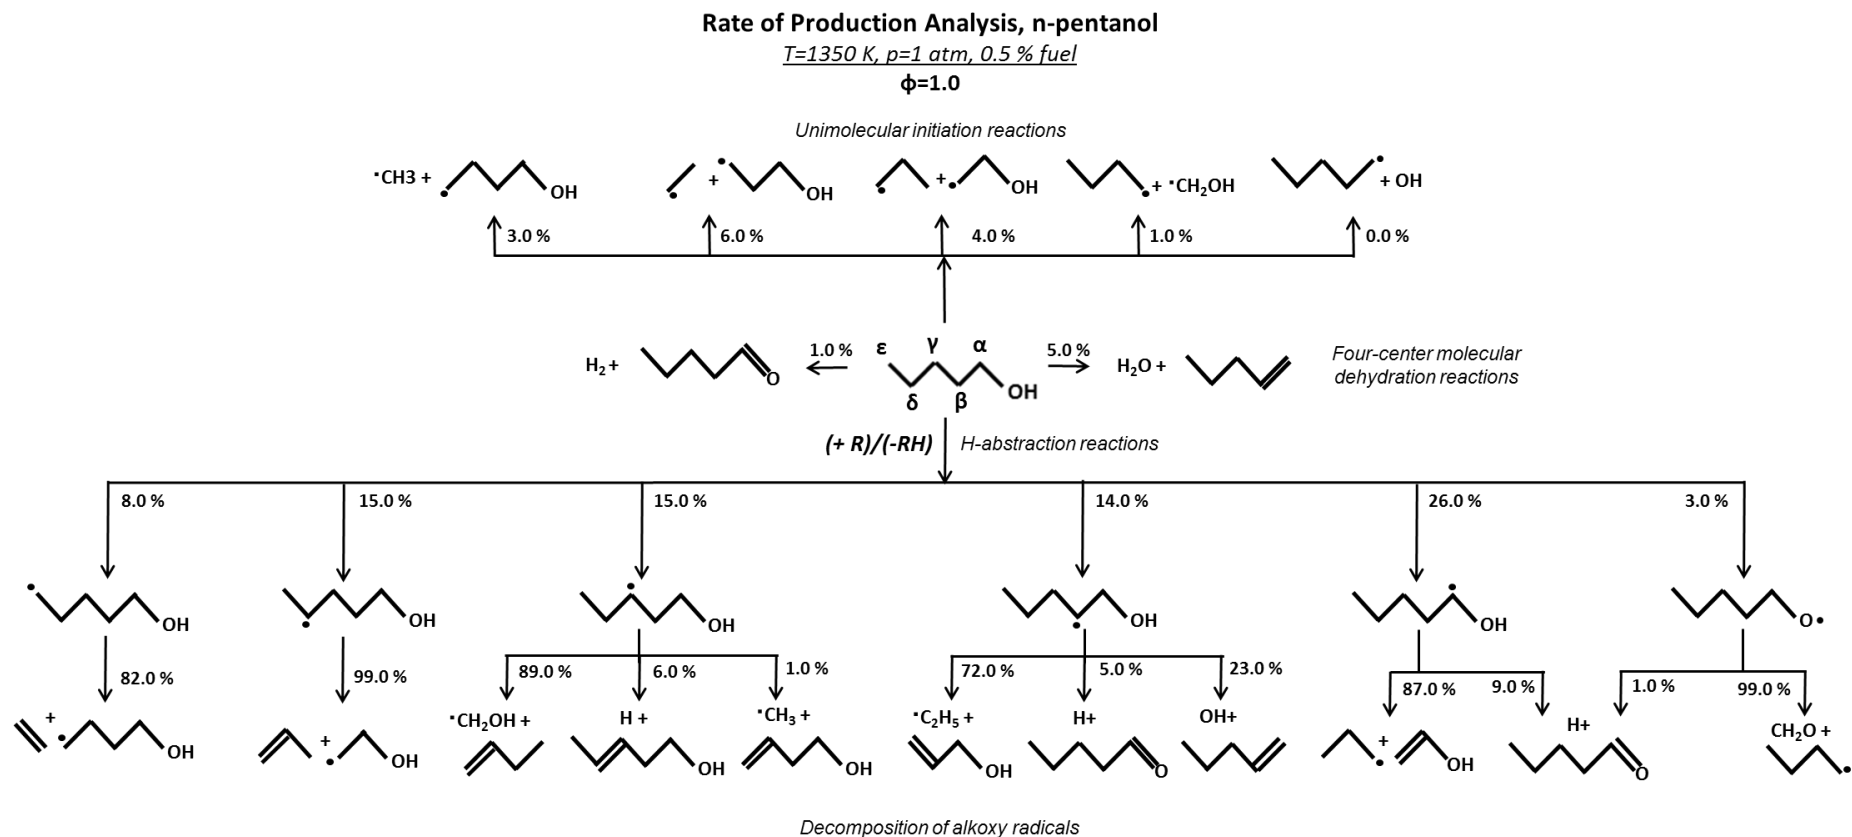 Rate of Production Analysis, n-pentanol
T=1350 K, p=1 atm, 0.5 % fuel
ϕ=1.0
Unimolecular initiation reactions
·CH3 + OH
+ OH
+ OH
+ ·CH₂OH
+ OH
3.0 %
6.0 %
4.0 %
1.0 %
0.0 %
H₂ +
O
1.0 %
ε
γ
α
δ
β
OH
5.0 %
H₂O +
Four-center molecular
dehydration reactions
(+ R)/(-RH)
H-abstraction reactions
8.0 %
15.0 %
15.0 %
14.0 %
26.0 %
3.0 %
OH
OH
OH
OH
OH
O
82.0 %
99.0 %
89.0 %
6.0 %
1.0 %
72.0 %
5.0 %
23.0 %
87.0 %
9.0 %
1.0 %
99.0 %
+ OH
+ OH
·CH₂OH +
H +
OH
·CH₃ +
OH
·C₂H₅ +
OH
H+
O
OH+
+ OH
H+
O
CH₂O +
Decomposition of alkoxy radicals